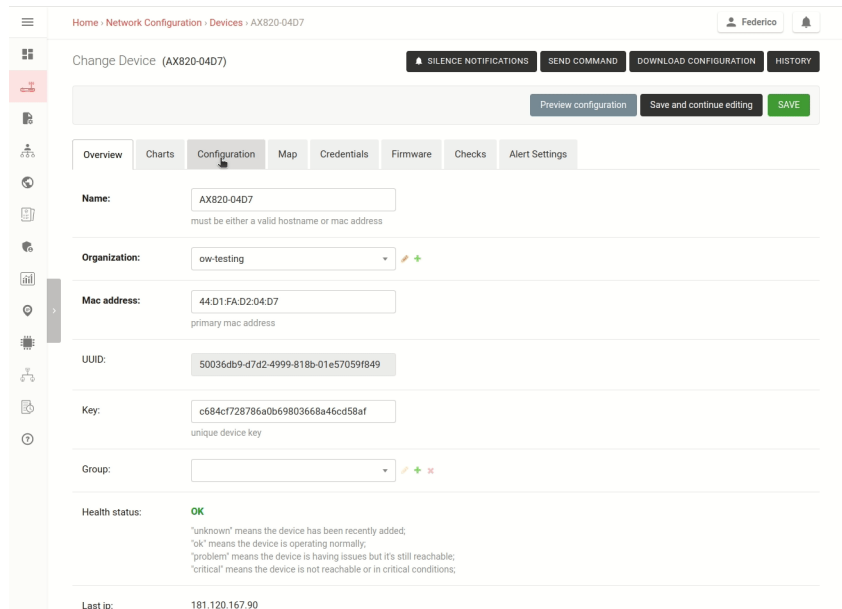 Home › Network Configuration › Devices › AX820-04D7
Federico
Change Device (AX820-04D7)
SILENCE NOTIFICATIONS
SEND COMMAND
DOWNLOAD CONFIGURATION
HISTORY
Preview configuration
Save and continue editing
SAVE
Overview
Charts
Configuration
Map
Credentials
Firmware
Checks
Alert Settings
Name:
AX820-04D7
must be either a valid hostname or mac address
Organization:
ow-testing
Mac address:
44:D1:FA:D2:04:D7
primary mac address
UUID:
50036db9-d7d2-4999-818b-01e57059f849
Key:
c684cf728786a0b69803668a46cd58af
unique device key
Group:
Health status:
OK
"unknown" means the device has been recently added;
"ok" means the device is operating normally;
"problem" means the device is having issues but it's still reachable;
"critical" means the device is not reachable or in critical conditions;
Last ip:
181.120.167.90